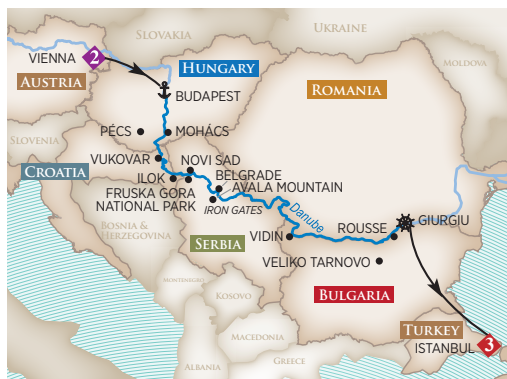 SLOVAKIA
UKRAINE
VIENNA
2
AUSTRIA
HUNGARY
MOLDOVA
BUDAPEST
ROMANIA
PÉCS
MOHÁCS
SLOVENIA
VUKOVAR
NOVI SAD
CROATIA
ILOK
BELGRADE
AVALA MOUNTAIN
FRUSKA GORA
NATIONAL PARK
IRON GATES
Danube
GIURGIU
BOSNIA &
HERZEGOVINA
SERBIA
VIDIN
ROUSSE
VELIKO TARNOVO
MONTENEGRO
KOSOVO
BULGARIA
MACEDONIA
TURKEY
ISTANBUL
3
ALBANIA
GREECE